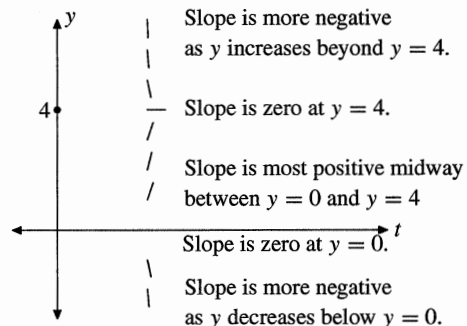 y
Slope is more negative
as y increases beyond y = 4.
4
Slope is zero at y = 4.
Slope is most positive midway
between y = 0 and y = 4
t
Slope is zero at y = 0.
Slope is more negative
as y decreases below y = 0.